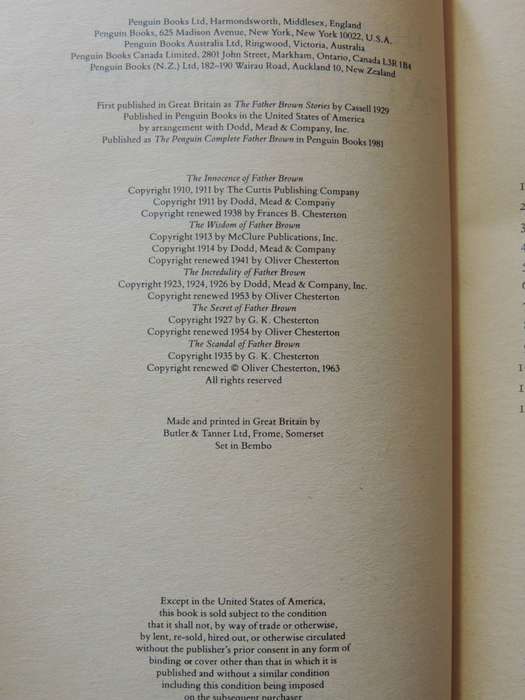 Penguin Books Ltd, Harmondsworth, Middlesex, England
Penguin Books, 625 Madison Avenue, New York, New York 10022, U.S.A.
Penguin Books Australia Ltd, Ringwood, Victoria, Australia
Penguin Books Canada Limited, 2801 John Street, Markham, Ontario, Canada L3R 1B4
Penguin Books (N.Z.) Ltd, 182–190 Wairau Road, Auckland 10, New Zealand
First published in Great Britain as The Father Brown Stories by Cassell 1929
Published in Penguin Books in the United States of America
by arrangement with Dodd, Mead & Company, Inc.
Published as The Penguin Complete Father Brown in Penguin Books 1981
The Innocence of Father Brown
Copyright 1910, 1911 by The Curtis Publishing Company
Copyright 1911 by Dodd, Mead & Company
Copyright renewed 1938 by Frances B. Chesterton
The Wisdom of Father Brown
Copyright 1913 by McClure Publications, Inc.
Copyright 1914 by Dodd, Mead & Company
Copyright renewed 1941 by Oliver Chesterton
The Incredulity of Father Brown
Copyright 1923, 1924, 1926 by Dodd, Mead & Company, Inc.
Copyright renewed 1953 by Oliver Chesterton
The Secret of Father Brown
Copyright 1927 by G. K. Chesterton
Copyright renewed 1954 by Oliver Chesterton
The Scandal of Father Brown
Copyright 1935 by G. K. Chesterton
Copyright renewed © Oliver Chesterton, 1963
All rights reserved
Made and printed in Great Britain by
Butler & Tanner Ltd, Frome, Somerset
Set in Bembo
Except in the United States of America,
this book is sold subject to the condition
that it shall not, by way of trade or otherwise,
by lent, re-sold, hired out, or otherwise circulated
without the publisher's prior consent in any form of
binding or cover other than that in which it is
published and without a similar condition
including this condition being imposed
on the subsequent purchaser